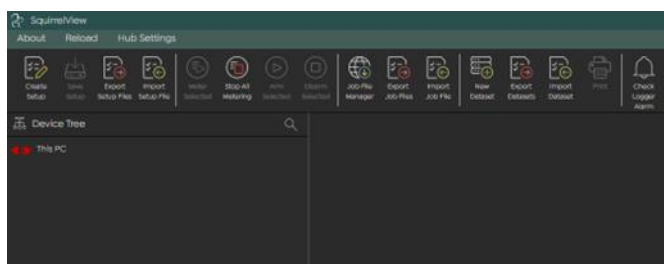 SquirrelView
About Reload Hub Settings
Create Setup
Save Setup
Export Setup Files
Import Setup File
Meter Selected
Stop All Metering
Arm Selected
Disarm Selected
Job File Manager
Export Job Files
Import Job File
New Dataset
Export Datasets
Import Dataset
Print
Check Logger Alarm
Device Tree
This PC